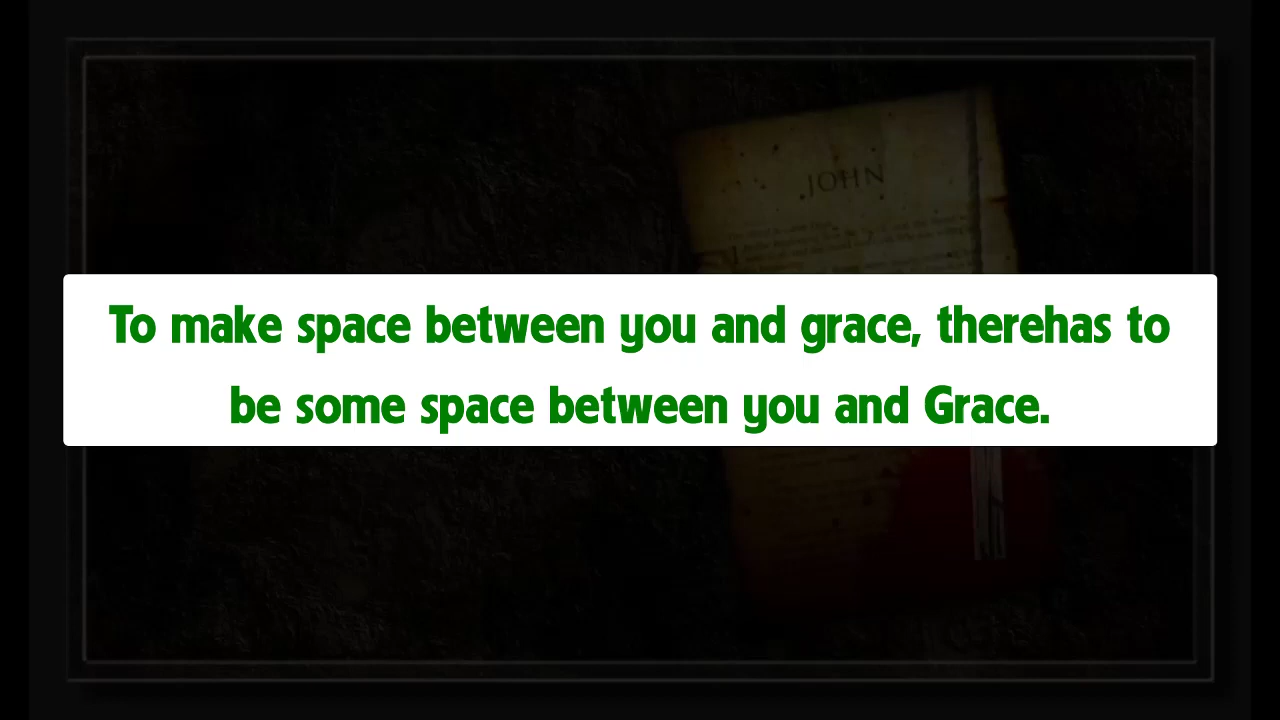 JOHN
To make space between you and grace, therehas to
be some space between you and Grace.